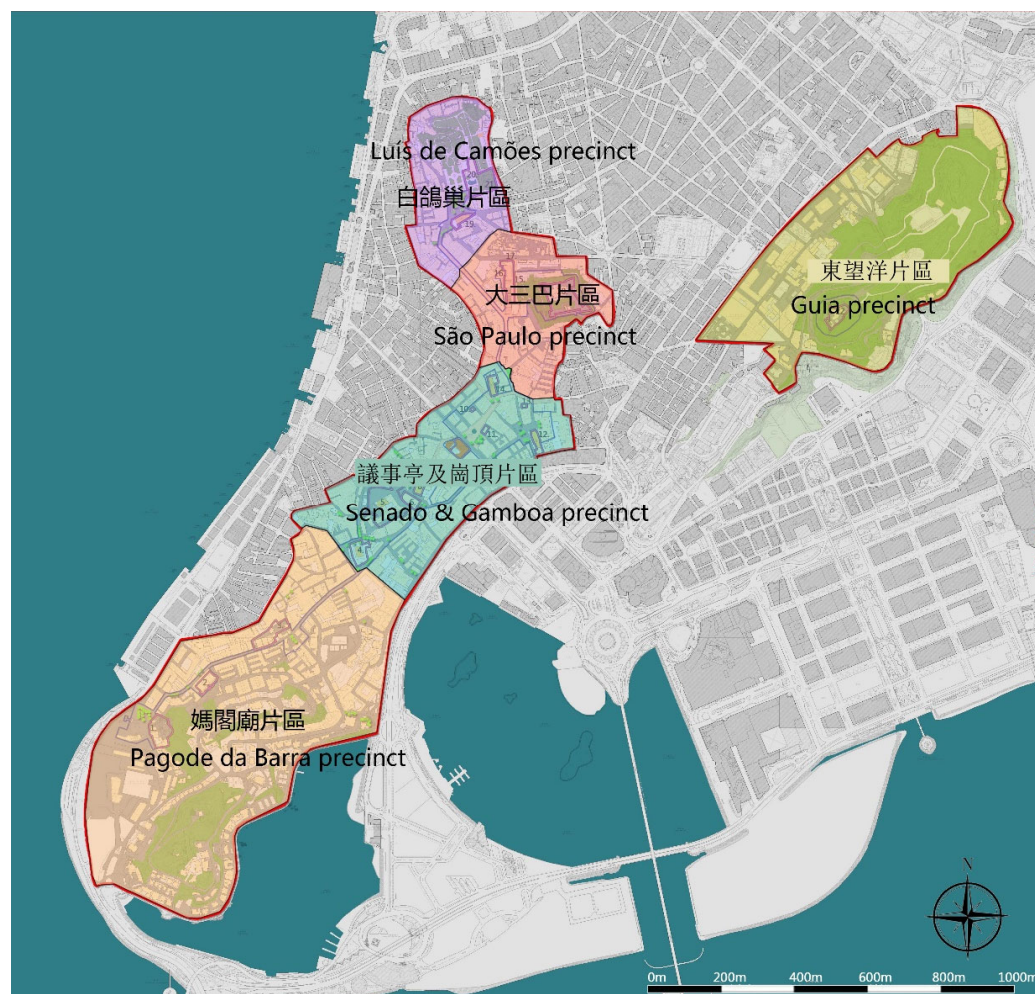 Luís de Camões precinct
白鴿巢片區
大三巴片區
São Paulo precinct
東望洋片區
Guia precinct
議事亭及崗頂片區
Senado & Gamboa precinct
媽閣廟片區
Pagode da Barra precinct
N
0m 200m 400m 600m 800m 1000m